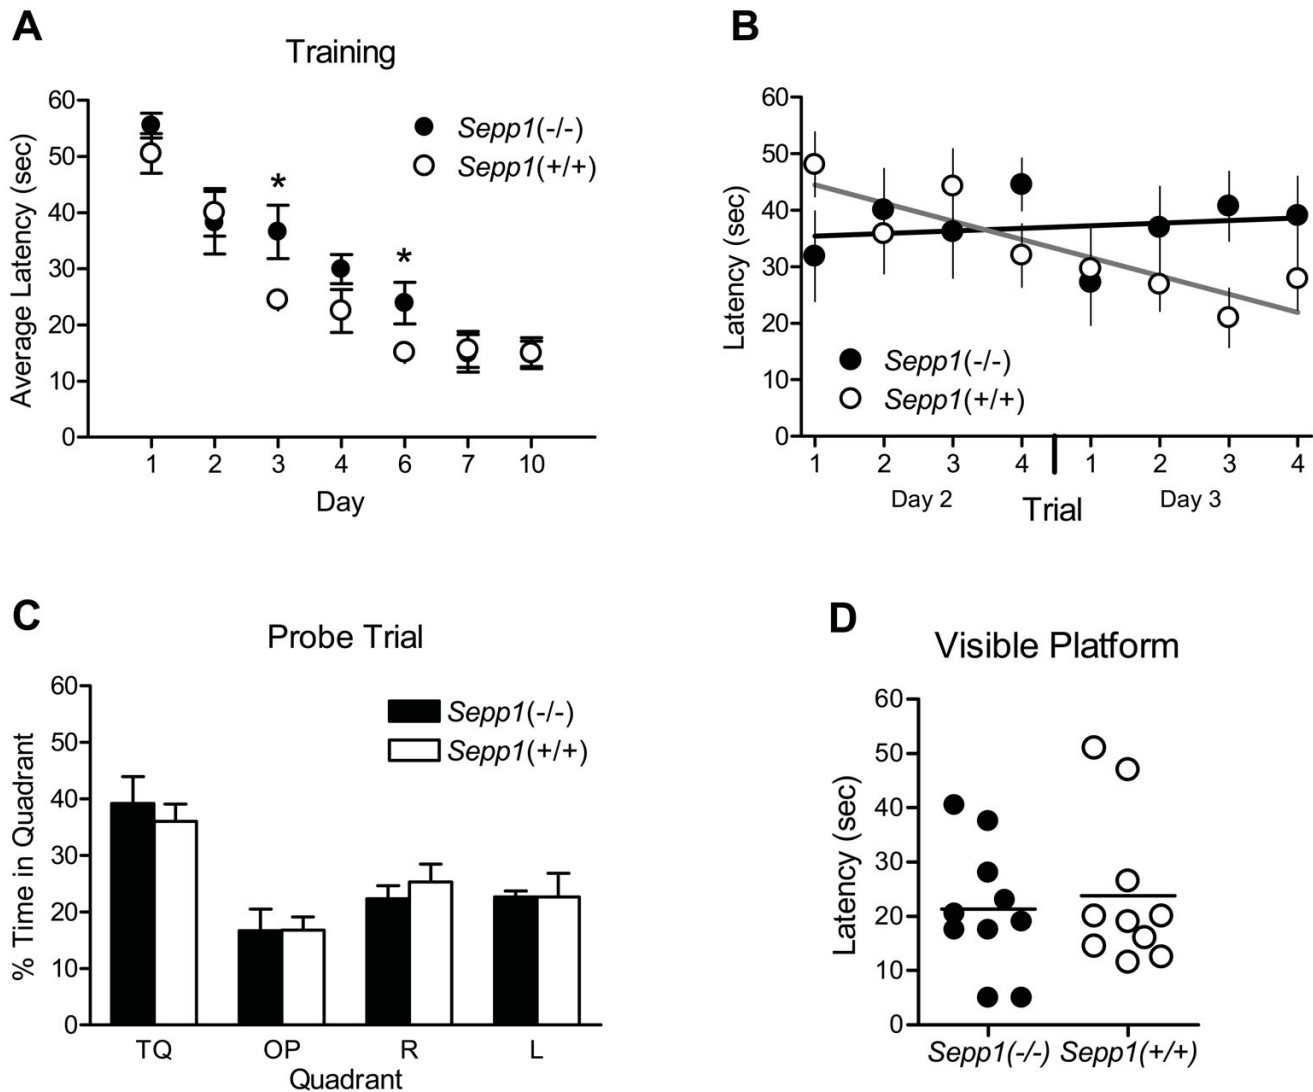 A
Training
60
50
40
30
20
10
0
Average Latency (sec)
Sepp1(-/-)
Sepp1(+/+)
*
*
1 2 3 4 6 7 10
Day
B
60
50
40
30
20
10
0
Latency (sec)
Sepp1(-/-)
Sepp1(+/+)
1 2 3 4 1 2 3 4
Day 2 Day 3
Trial
C
Probe Trial
60
50
40
30
20
10
0
% Time in Quadrant
Sepp1(-/-)
Sepp1(+/+)
TQ OP R L
Quadrant
D
Visible Platform
60
50
40
30
20
10
0
Latency (sec)
Sepp1(-/-) Sepp1(+/+)